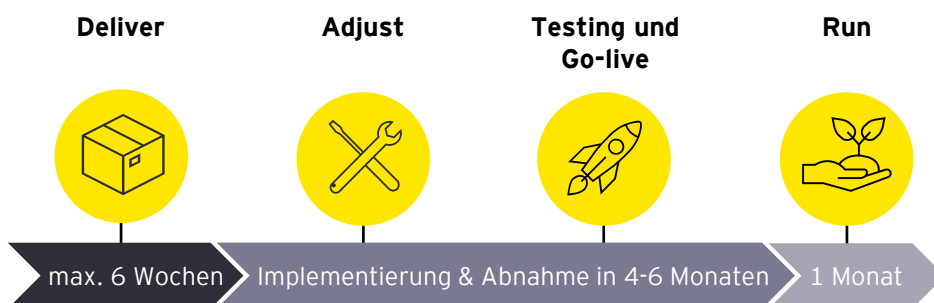 Deliver
Adjust
Testing und
Go-live
Run
max. 6 Wochen
Implementierung & Abnahme in 4-6 Monaten
1 Monat